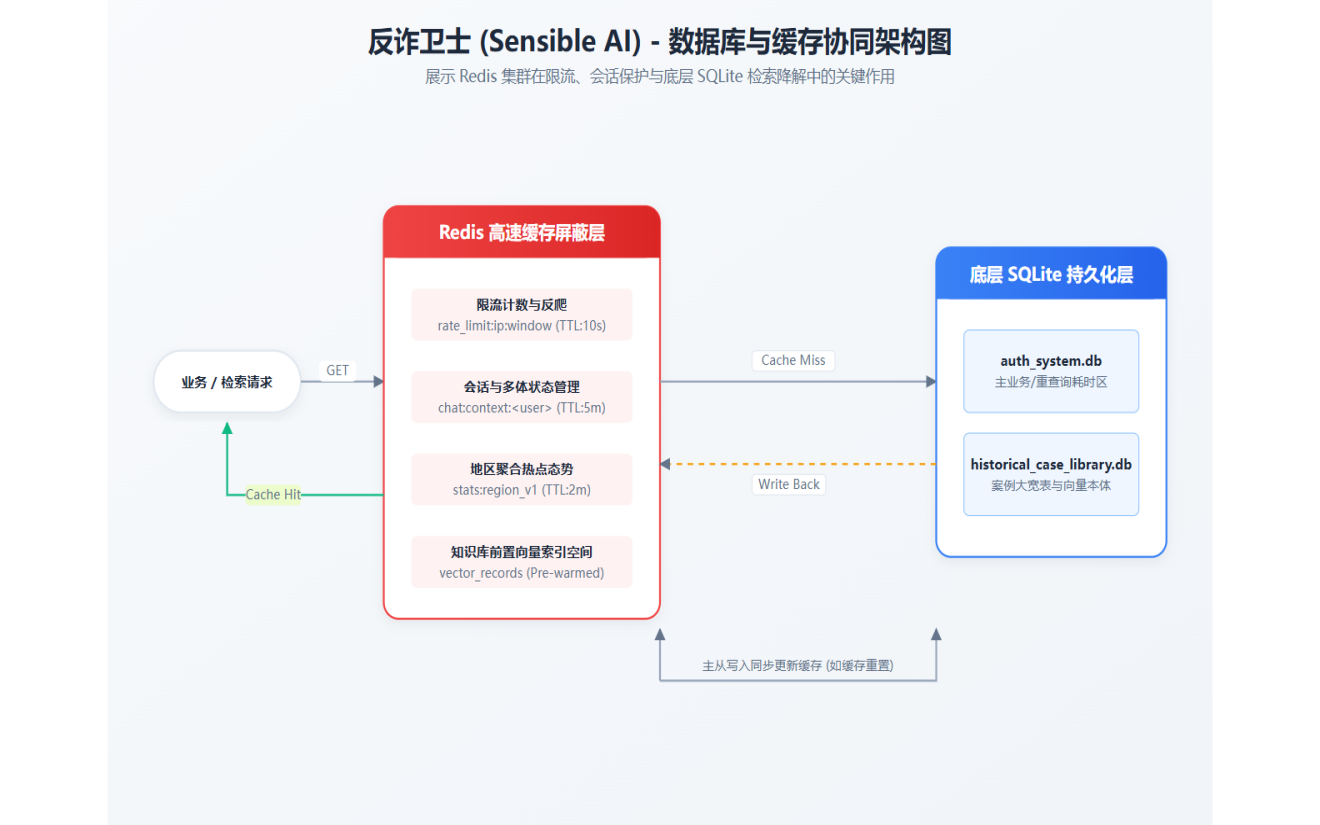 反诈卫士 (Sensible AI) - 数据库与缓存协同架构图
展示 Redis 集群在限流、会话保护与底层 SQLite 检索降解中的关键作用
业务 / 检索请求
GET
Cache Hit
Redis 高速缓存屏蔽层
限流计数与反爬
rate_limit:ip:window (TTL:10s)
会话与多体状态管理
chat:context:<user> (TTL:5m)
地区聚合热点态势
stats:region_v1 (TTL:2m)
知识库前置向量索引空间
vector_records (Pre-warmed)
Cache Miss
Write Back
主从写入同步更新缓存 (如缓存重置)
底层 SQLite 持久化层
auth_system.db
主业务/重查询耗时区
historical_case_library.db
案例大宽表与向量本体